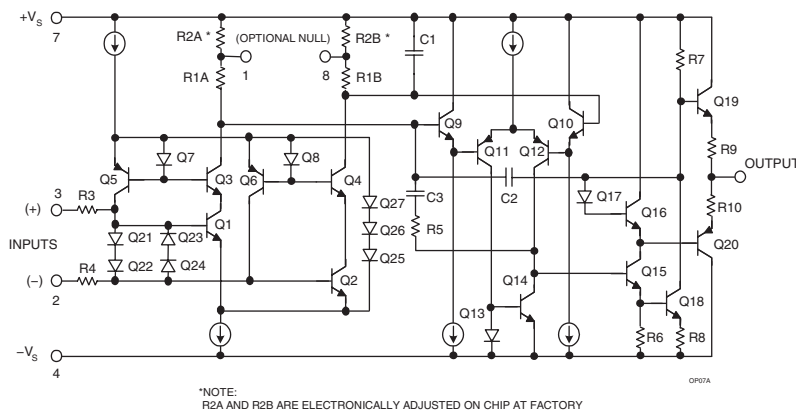 +VS
7
R2A *
(OPTIONAL NULL)
R2B *
C1
1
8
R1A
R1B
R7
Q19
Q9
Q10
Q11
Q12
R9
OUTPUT
Q7
Q8
Q5
Q3
Q6
Q4
3
(+)
R3
Q27
Q26
Q25
C3
C2
R5
Q17
Q16
R10
Q20
Q1
INPUTS
Q21
Q23
Q22
Q24
(−)
R4
2
Q2
Q14
Q15
Q13
Q18
R6
R8
−VS
4
OP07A
*NOTE:
R2A AND R2B ARE ELECTRONICALLY ADJUSTED ON CHIP AT FACTORY